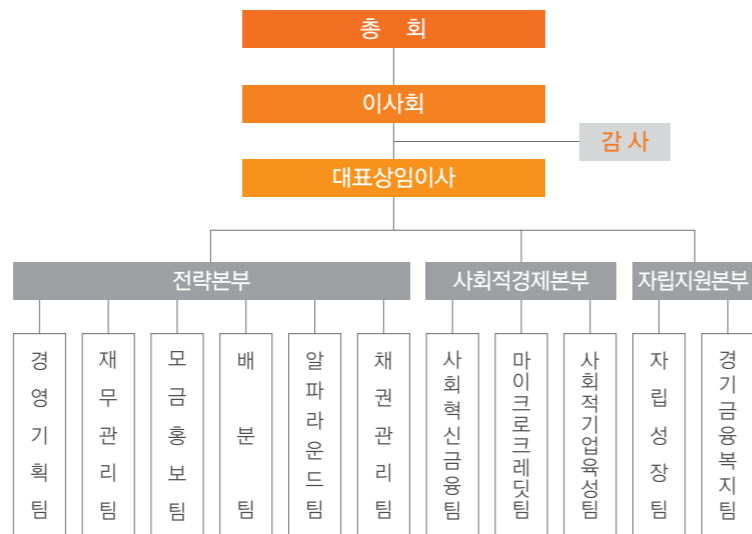 총 회
이사회
감 사
대표상임이사
전략본부
사회적경제본부
자립지원본부
경영기획팀
재무관리팀
모금홍보팀
배분팀
알파라운드팀
채권관리팀
사회혁신금융팀
마이크로크레딧팀
사회적기업육성팀
자립성장팀
경기금융복지팀